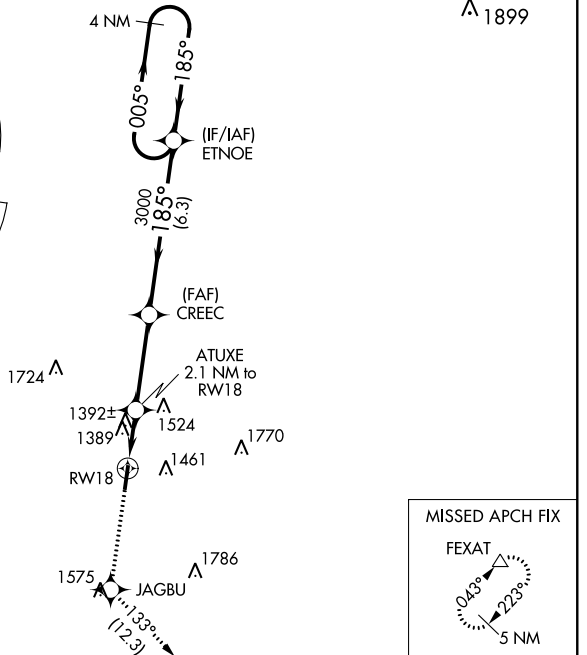 4 NM
1899
005°
185°
(IF/IAF)
ETNOE
3000
185°
(6.3)
(FAF)
CREEC
ATUXE
2.1 NM to
RW18
1724
1392±
1524
1389
1770
RW18
1461
MISSED APCH FIX
FEXAT
043°
223°
5 NM
1786
1575
JAGBU
133°
(12.3)